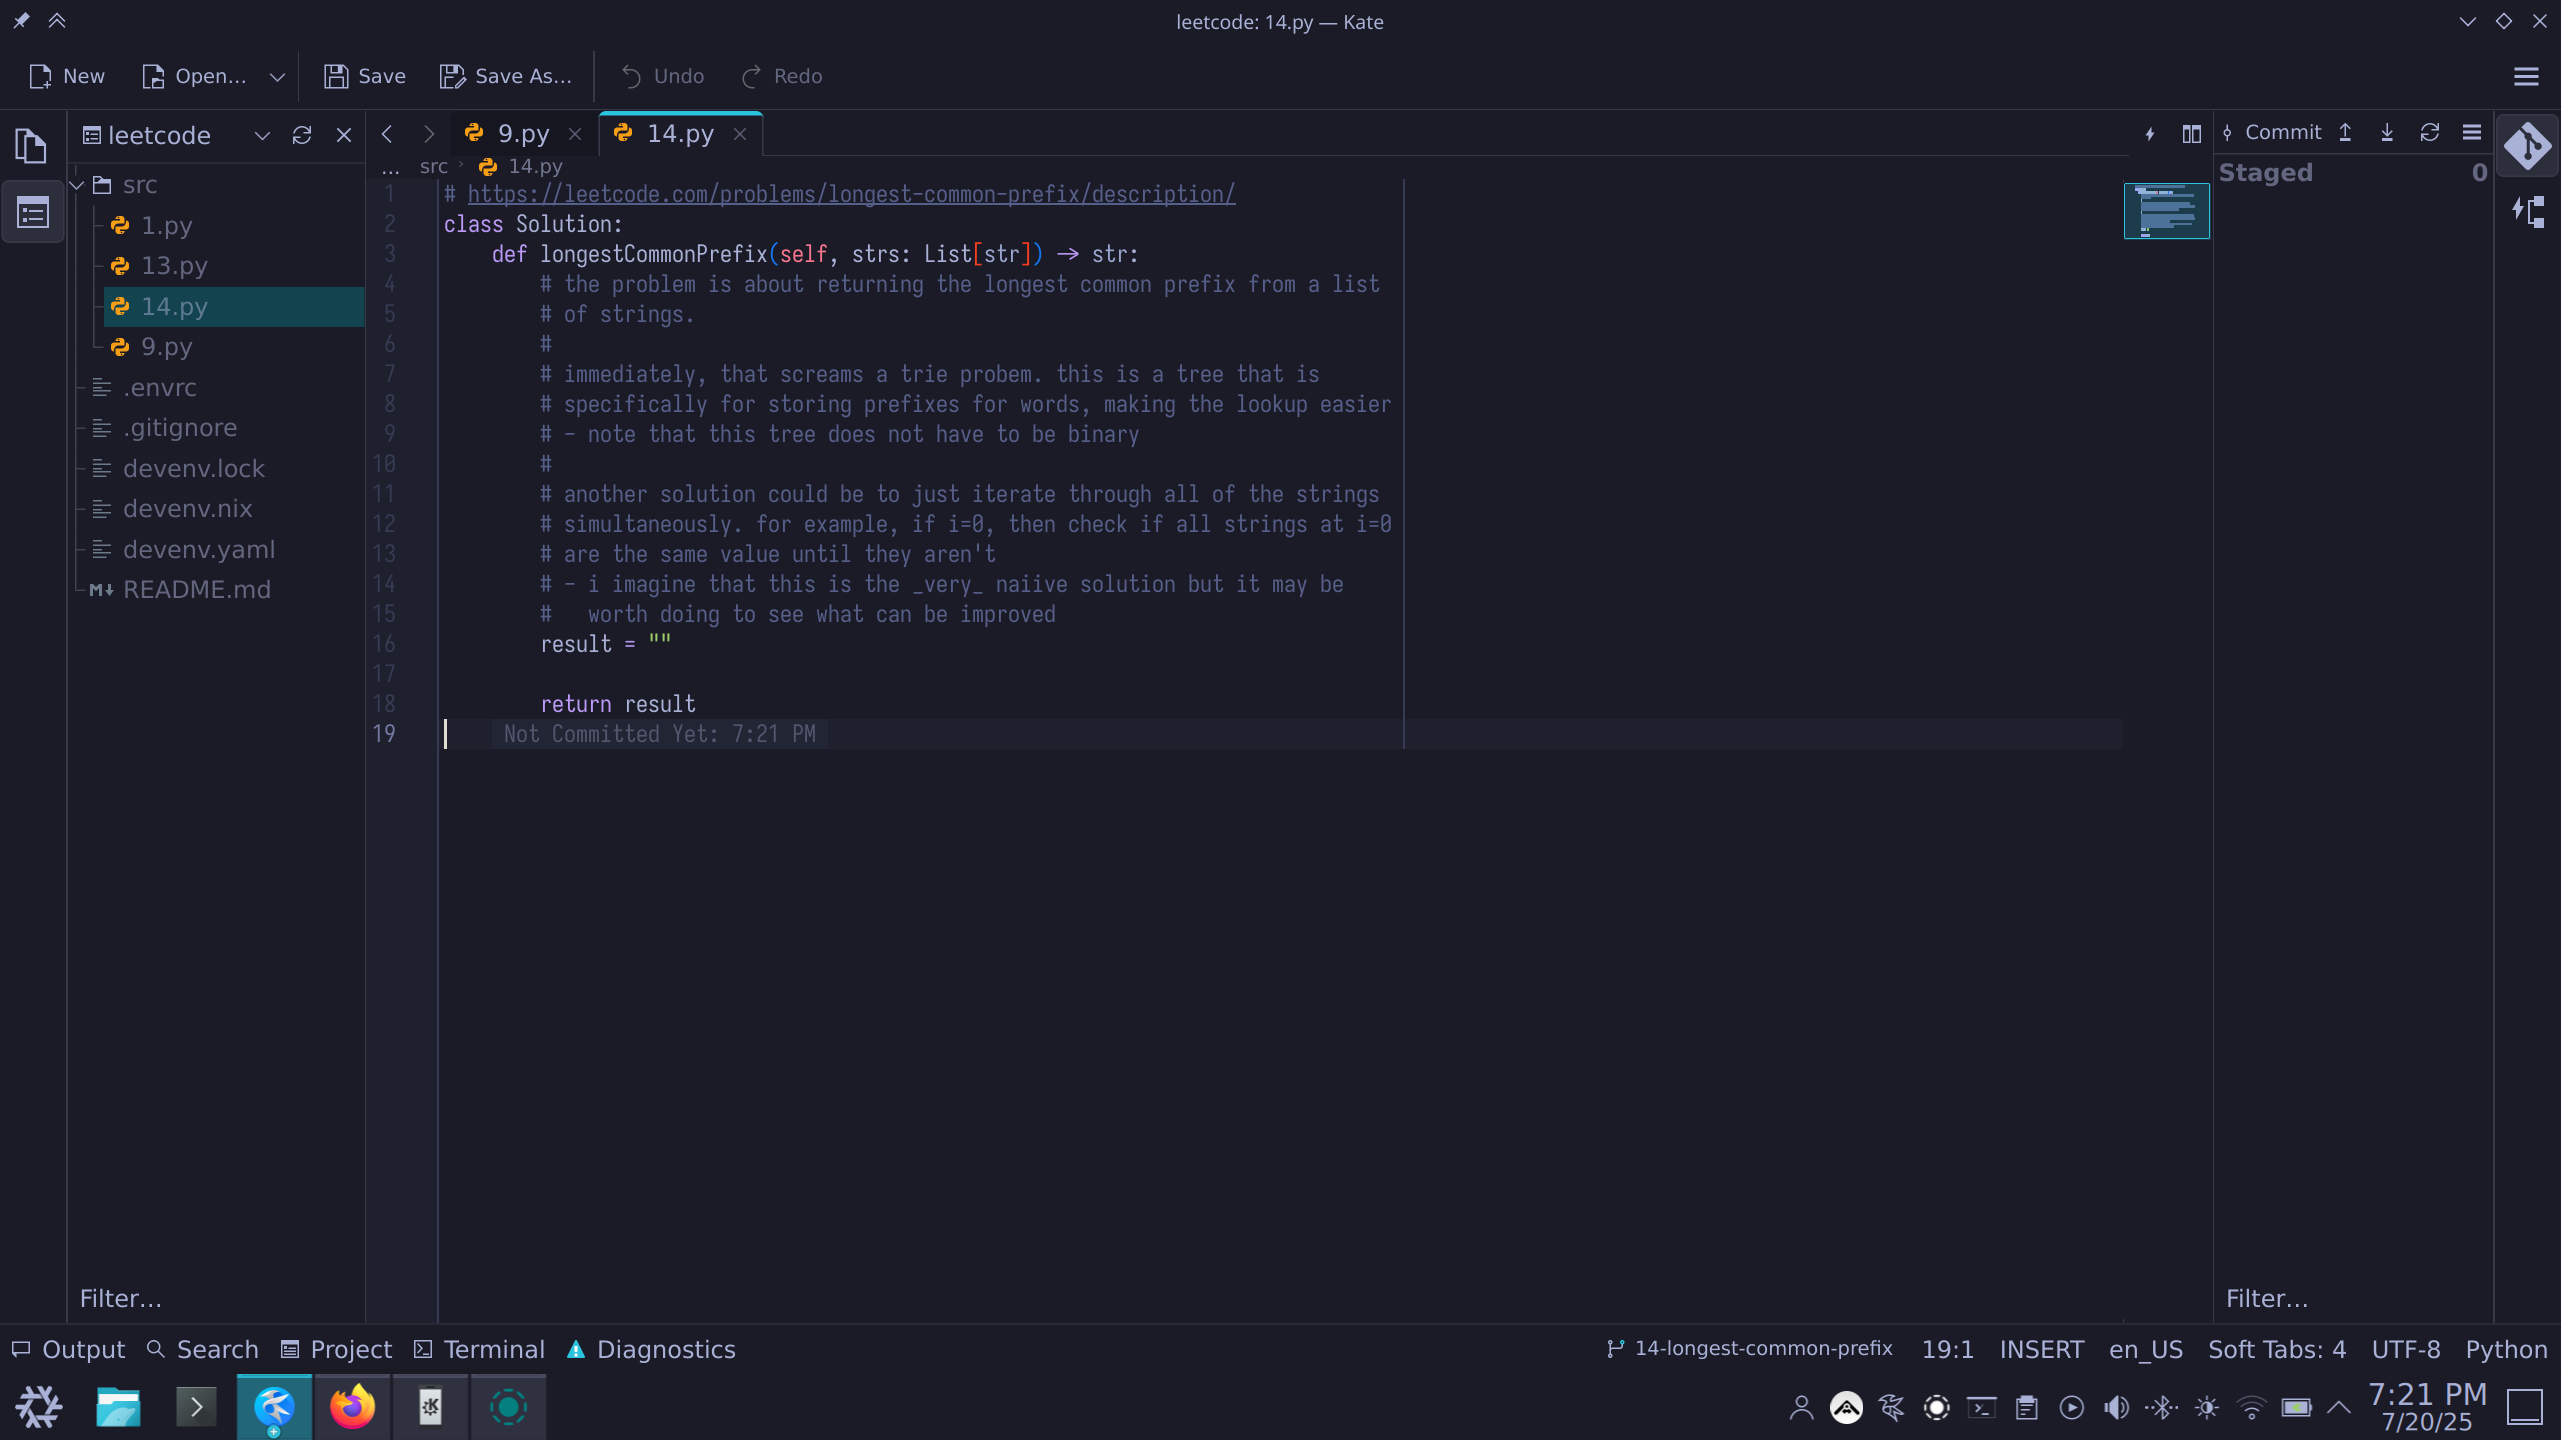 leetcode: 14.py — Kate
New Open... Save Save As... Undo Redo
leetcode
9.py
14.py
Commit
... src › 14.py
Staged 0
src
1.py
13.py
14.py
9.py
.envrc
.gitignore
devenv.lock
devenv.nix
devenv.yaml
README.md
Filter...
1 # https://leetcode.com/problems/longest-common-prefix/description/
2 class Solution:
3 def longestCommonPrefix(self, strs: List[str]) -> str:
4 # the problem is about returning the longest common prefix from a list
5 # of strings.
6 #
7 # immediately, that screams a trie probem. this is a tree that is
8 # specifically for storing prefixes for words, making the lookup easier
9 # - note that this tree does not have to be binary
10 #
11 # another solution could be to just iterate through all of the strings
12 # simultaneously. for example, if i=0, then check if all strings at i=0
13 # are the same value until they aren't
14 # - i imagine that this is the _very_ naiive solution but it may be
15 # worth doing to see what can be improved
16 result = ""
17
18 return result
19 Not Committed Yet: 7:21 PM
Filter...
Output Search Project Terminal Diagnostics
14-longest-common-prefix 19:1 INSERT en_US Soft Tabs: 4 UTF-8 Python
7:21 PM
7/20/25